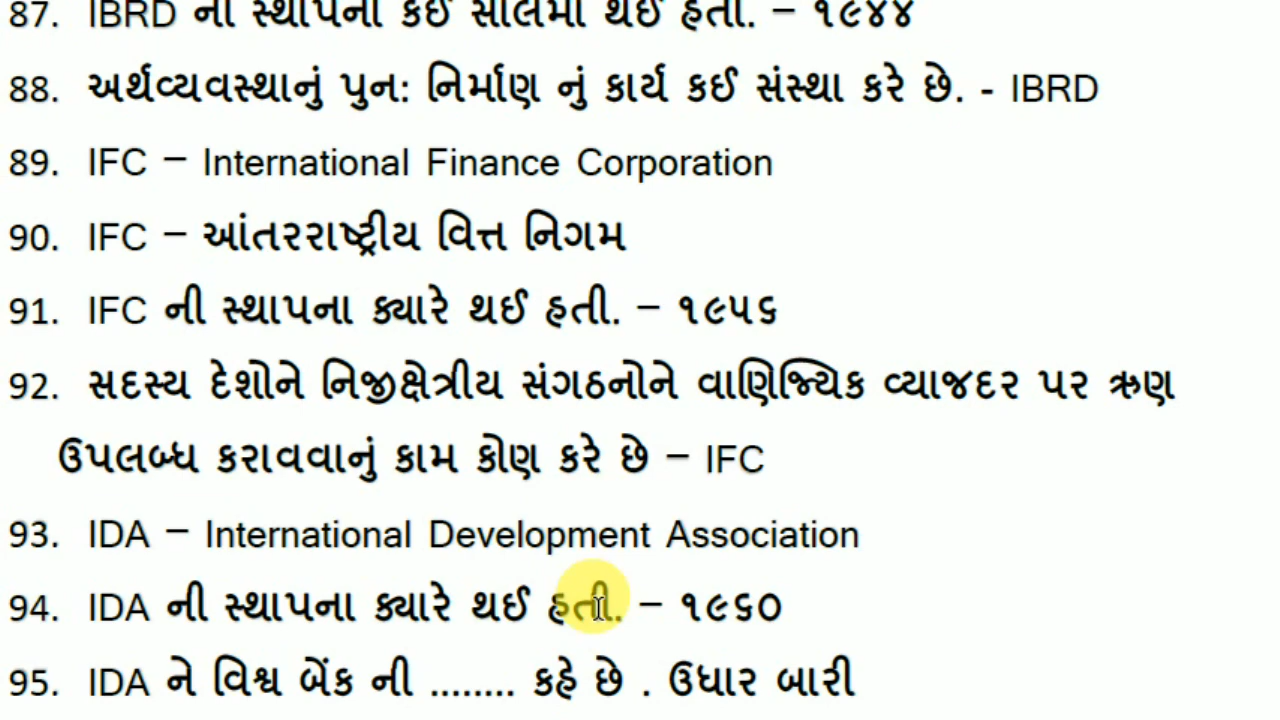 87. IBRD ની સ્થાપના કઈ સાલમાં થઈ હતી. – ૧૯૪૪
88. અર્થવ્યવસ્થાનું પુન: નિર્માણ નું કાર્ય કઈ સંસ્થા કરે છે. - IBRD
89. IFC – International Finance Corporation
90. IFC – આંતરરાષ્ટ્રીય વિત્ત નિગમ
91. IFC ની સ્થાપના ક્યારે થઈ હતી. – ૧૯૫૬
92. સદસ્ય દેશોને નિજીક્ષેત્રીય સંગઠનોને વાણિજ્યિક વ્યાજદર પર ઋણ
ઉપલબ્ધ કરાવવાનું કામ કોણ કરે છે – IFC
93. IDA – International Development Association
94. IDA ની સ્થાપના ક્યારે થઈ હતી. – ૧૯૬૦
95. IDA ને વિશ્વ બેંક ની ........ કહે છે . ઉધાર બારી